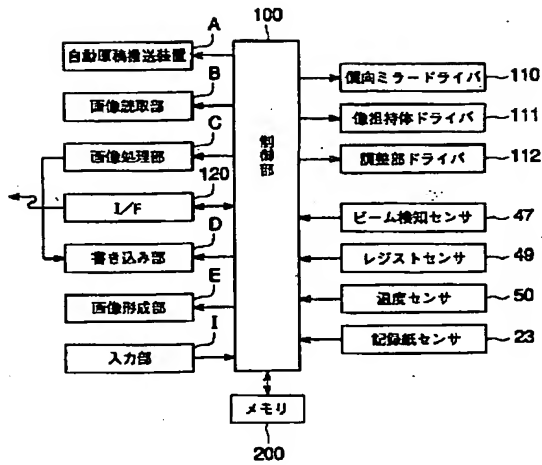 100
A
自動原稿搬送装置
B
画像読取部
C
画像処理部
120
I/F
D
書き込み部
E
画像形成部
I
入力部
制御部
偏向ミラードライバ
110
像担持体ドライバ
111
調整部ドライバ
112
ビーム検知センサ
47
レジストセンサ
49
温度センサ
50
記録紙センサ
23
メモリ
200